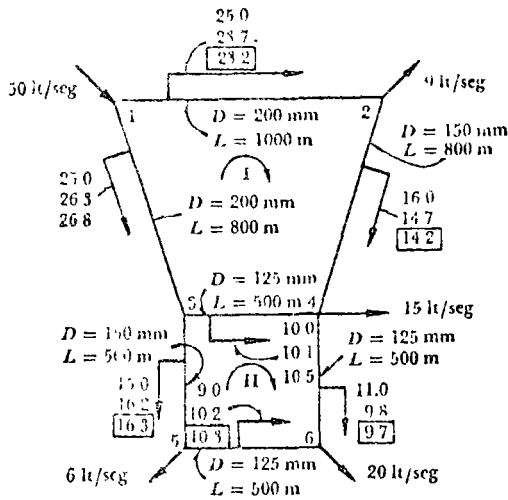 25.0
23.7
23.2
50 lt/seg
9 lt/seg
1
2
D = 200 mm
L = 1000 m
D = 150 mm
L = 800 m
I
25.0
26.3
26.8
D = 200 mm
L = 800 m
16.0
14.7
14.2
D = 125 mm
3
L = 500 m
4
15 lt/seg
10.0
10.1
10.5
D = 150 mm
L = 500 m
D = 125 mm
L = 500 m
15.0
16.2
16.3
9.0
10.2
10.3
II
11.0
9.8
9.7
5
6
6 lt/seg
20 lt/seg
D = 125 mm
L = 500 m